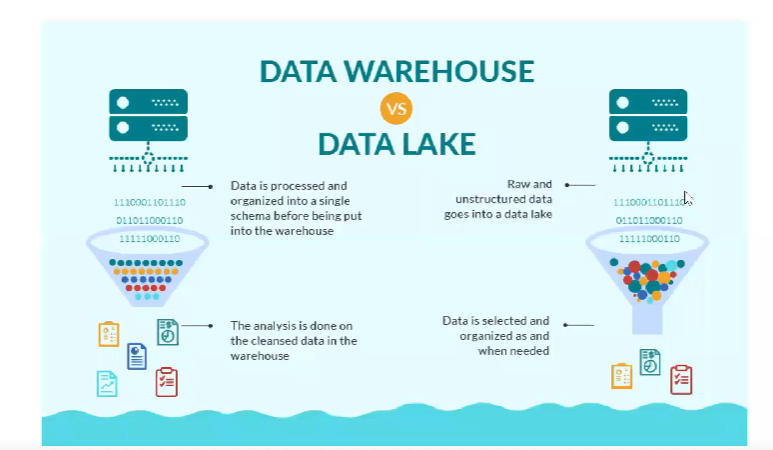 DATA WAREHOUSE
VS
DATA LAKE
Data is processed and
organized into a single
schema before being put
into the warehouse
Raw and
unstructured data
goes into a data lake
1110001101110
011011000110
11111000110
1110001101110
011011000110
11111000110
The analysis is done on
the cleansed data in the
warehouse
Data is selected and
organized as and
when needed